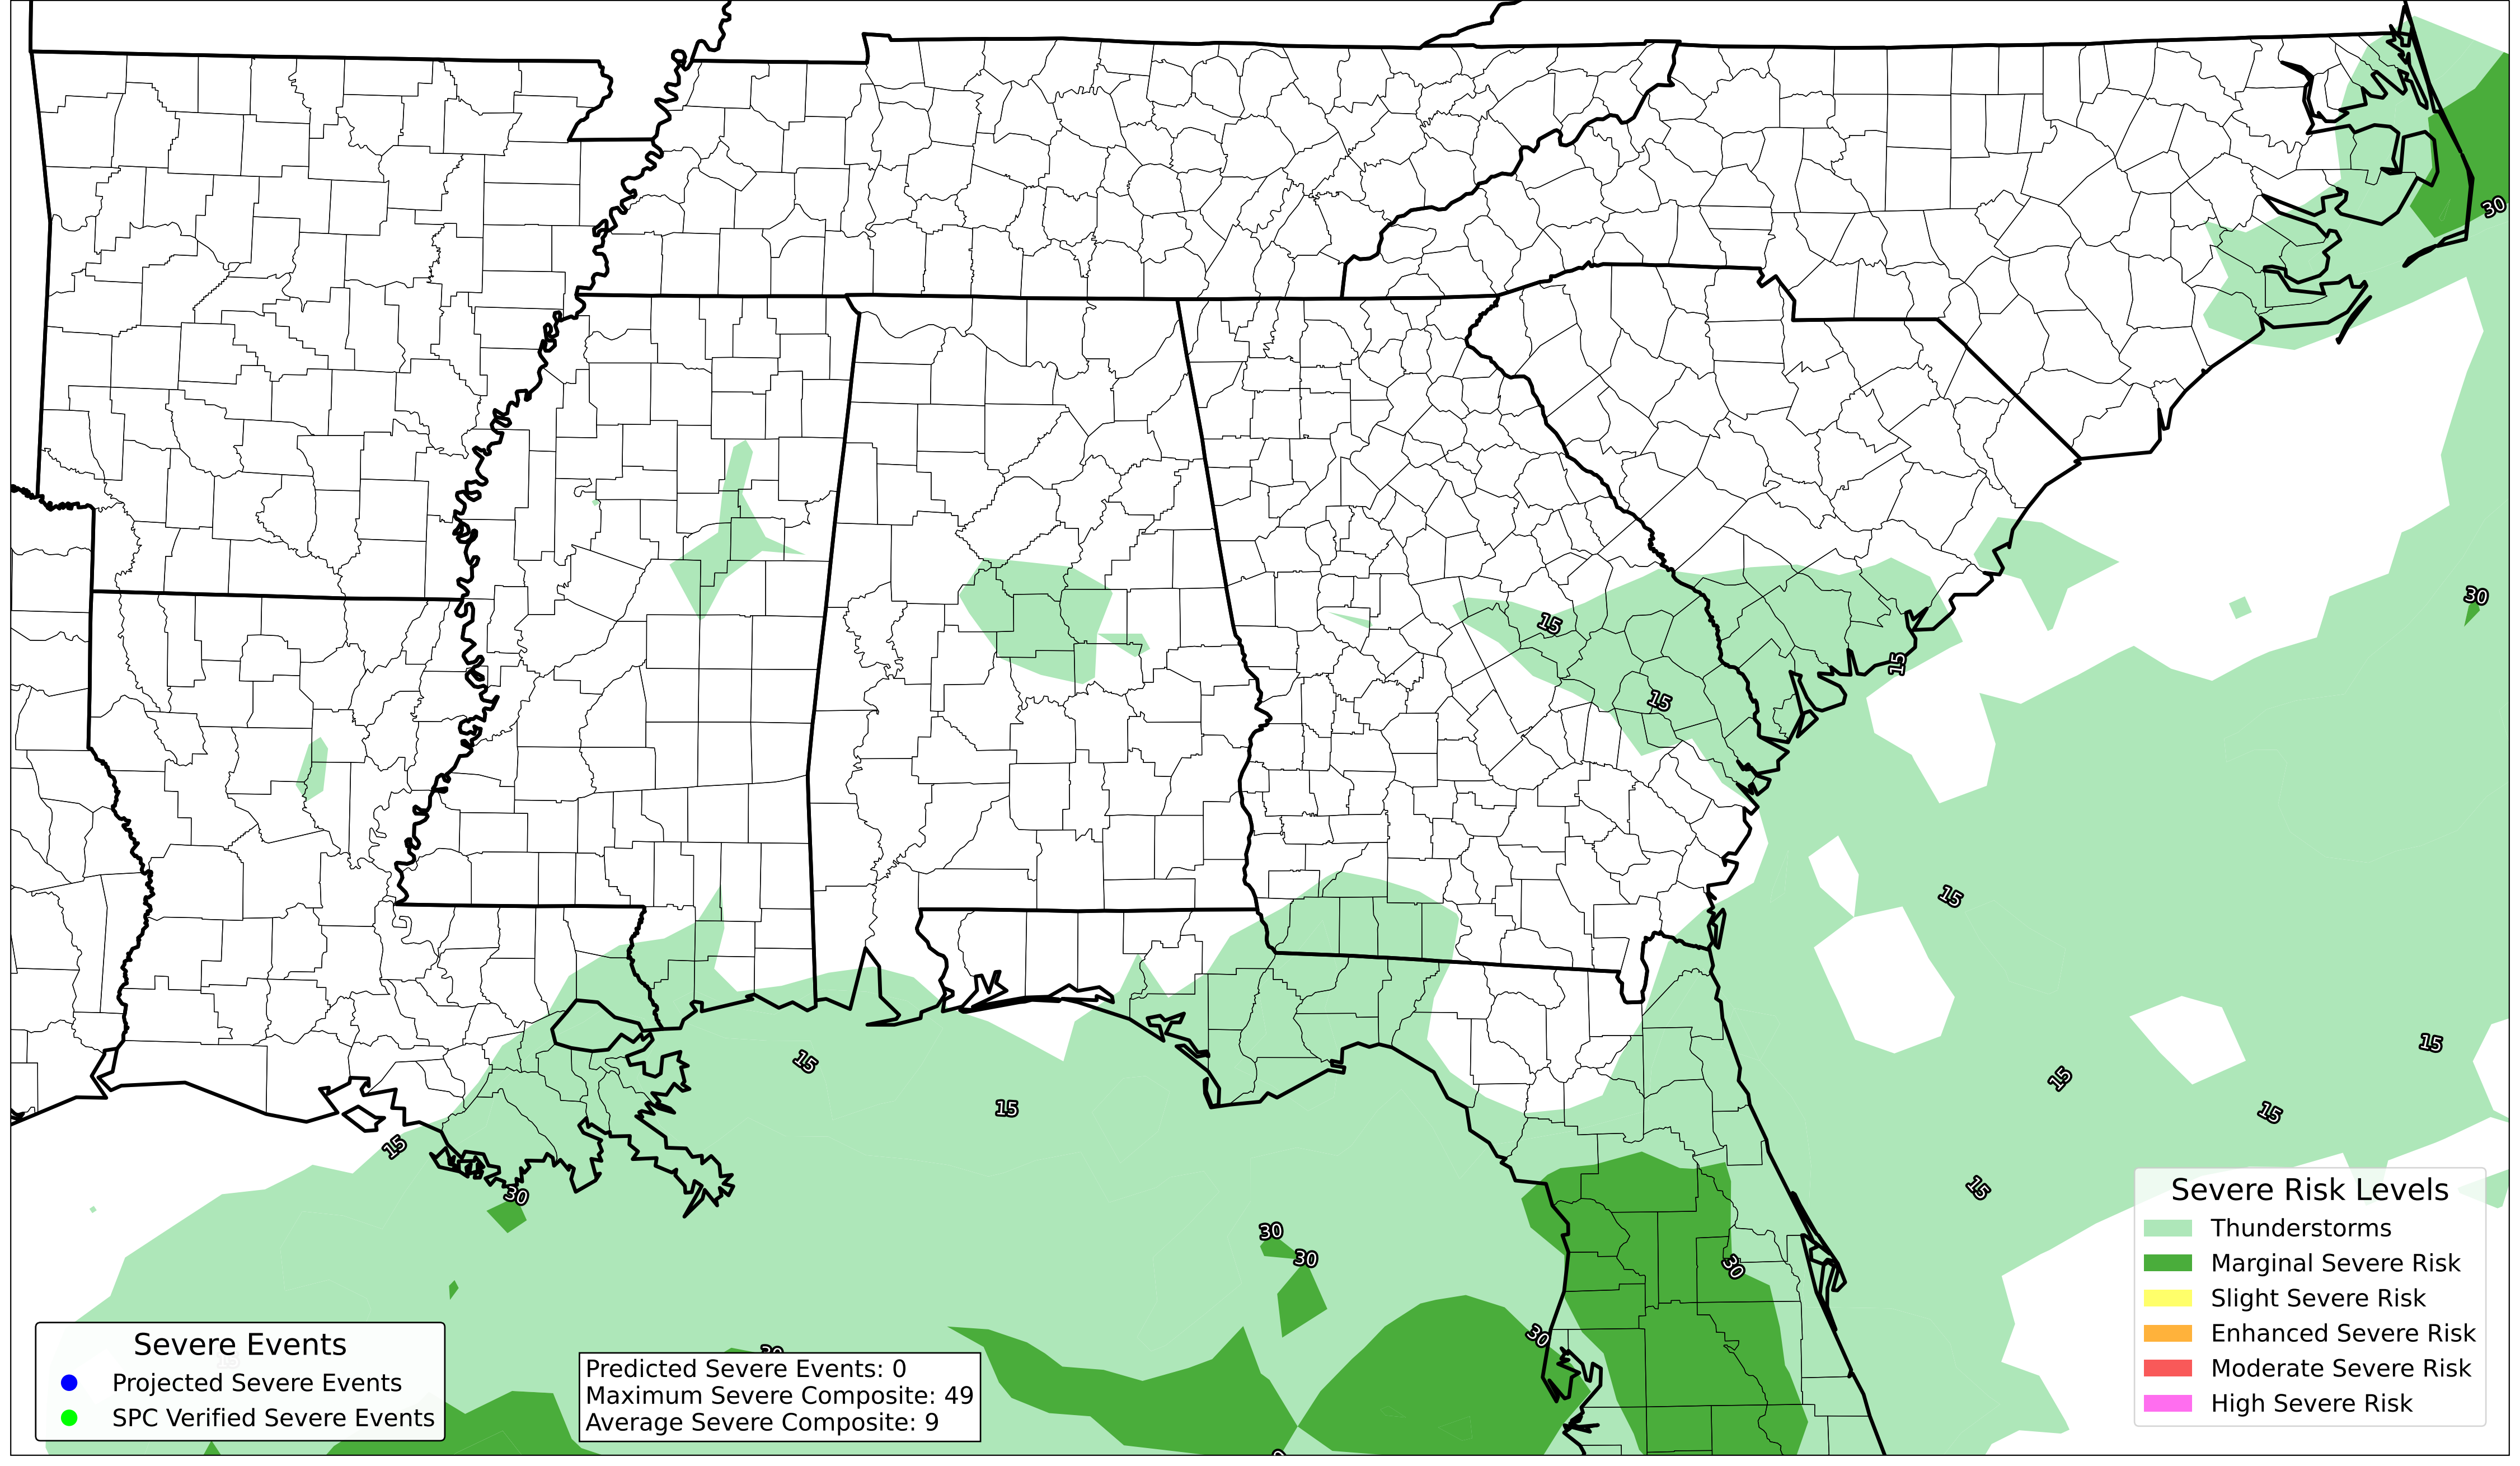 30
30
15
15
15
15
15
15
15
15
15
15
15
30
30
30
30
30
Severe Events
Projected Severe Events
SPC Verified Severe Events
Predicted Severe Events: 0
Maximum Severe Composite: 49
Average Severe Composite: 9
Severe Risk Levels
Thunderstorms
Marginal Severe Risk
Slight Severe Risk
Enhanced Severe Risk
Moderate Severe Risk
High Severe Risk